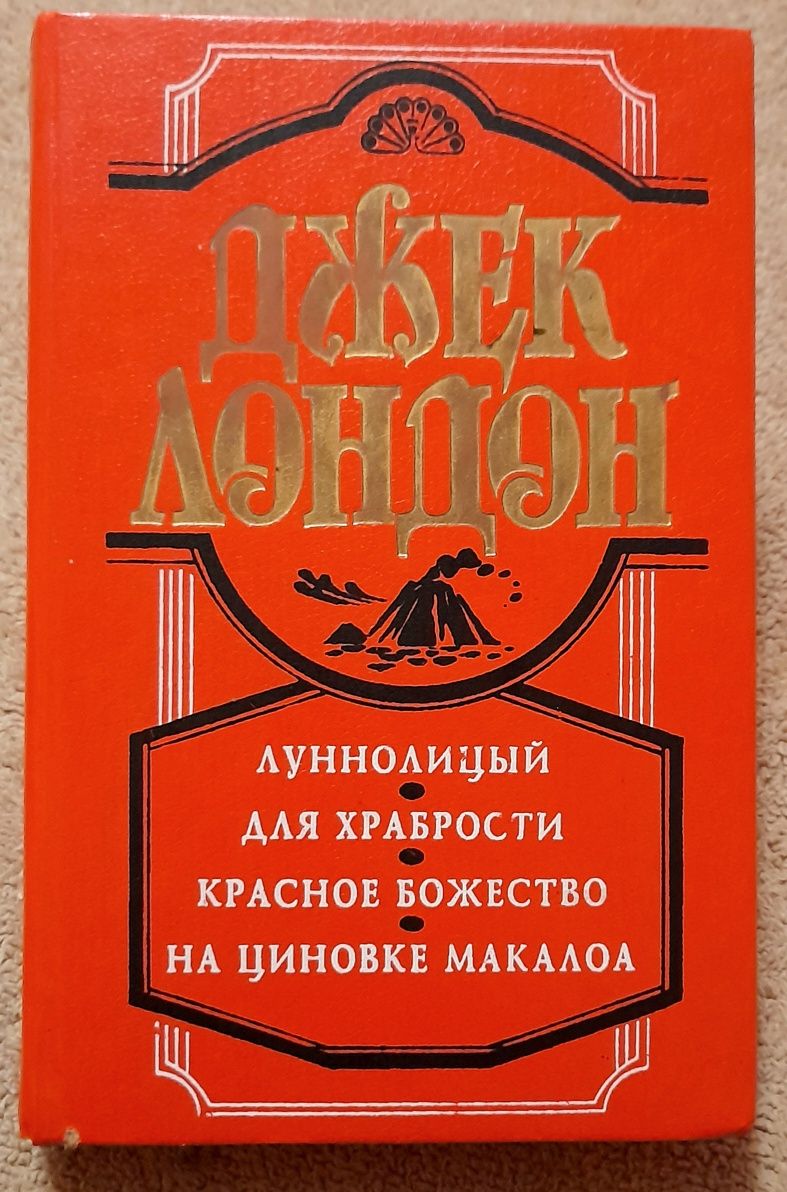 ДЖЕК
ЛОНДОН
ЛУННОЛИЦЫЙ
ДЛЯ ХРАБРОСТИ
КРАСНОЕ БОЖЕСТВО
НА ЦИНОВКЕ МАКАЛОА